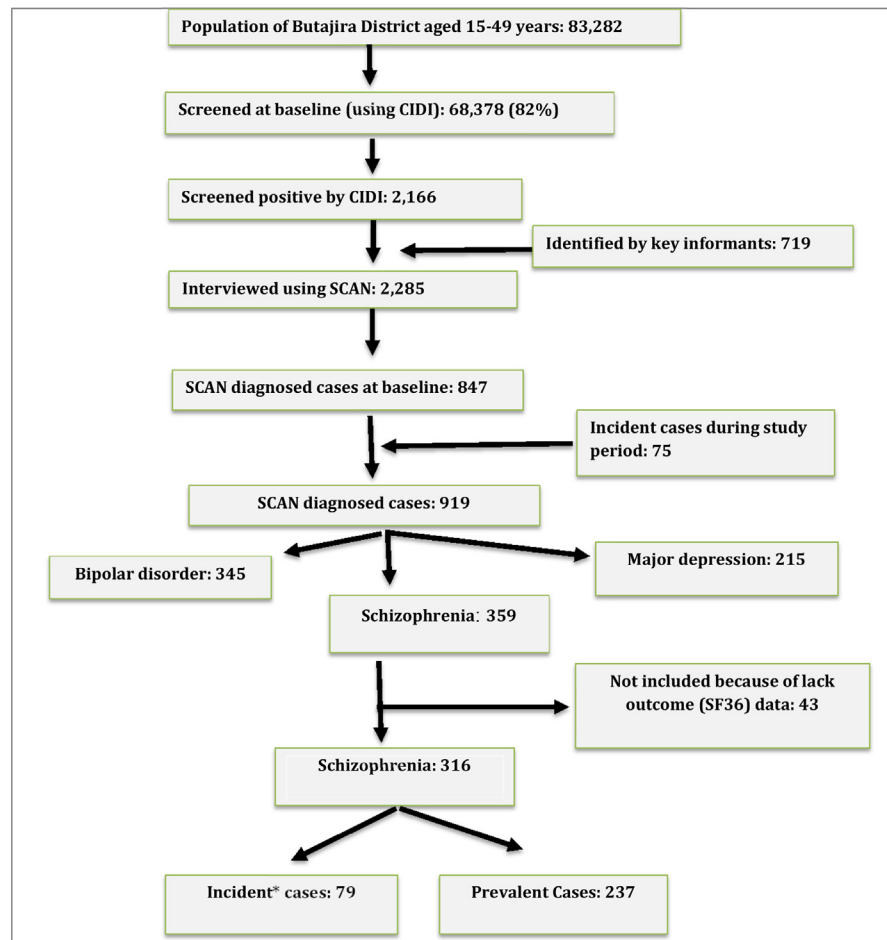 Population of Butajira District aged 15-49 years: 83,282
Screened at baseline (using CIDI): 68,378 (82%)
Screened positive by CIDI: 2,166
Identified by key informants: 719
Interviewed using SCAN: 2,285
SCAN diagnosed cases at baseline: 847
Incident cases during study
period: 75
SCAN diagnosed cases: 919
Bipolar disorder: 345
Major depression: 215
Schizophrenia: 359
Not included because of lack
outcome (SF36) data: 43
Schizophrenia: 316
Incident* cases: 79
Prevalent Cases: 237